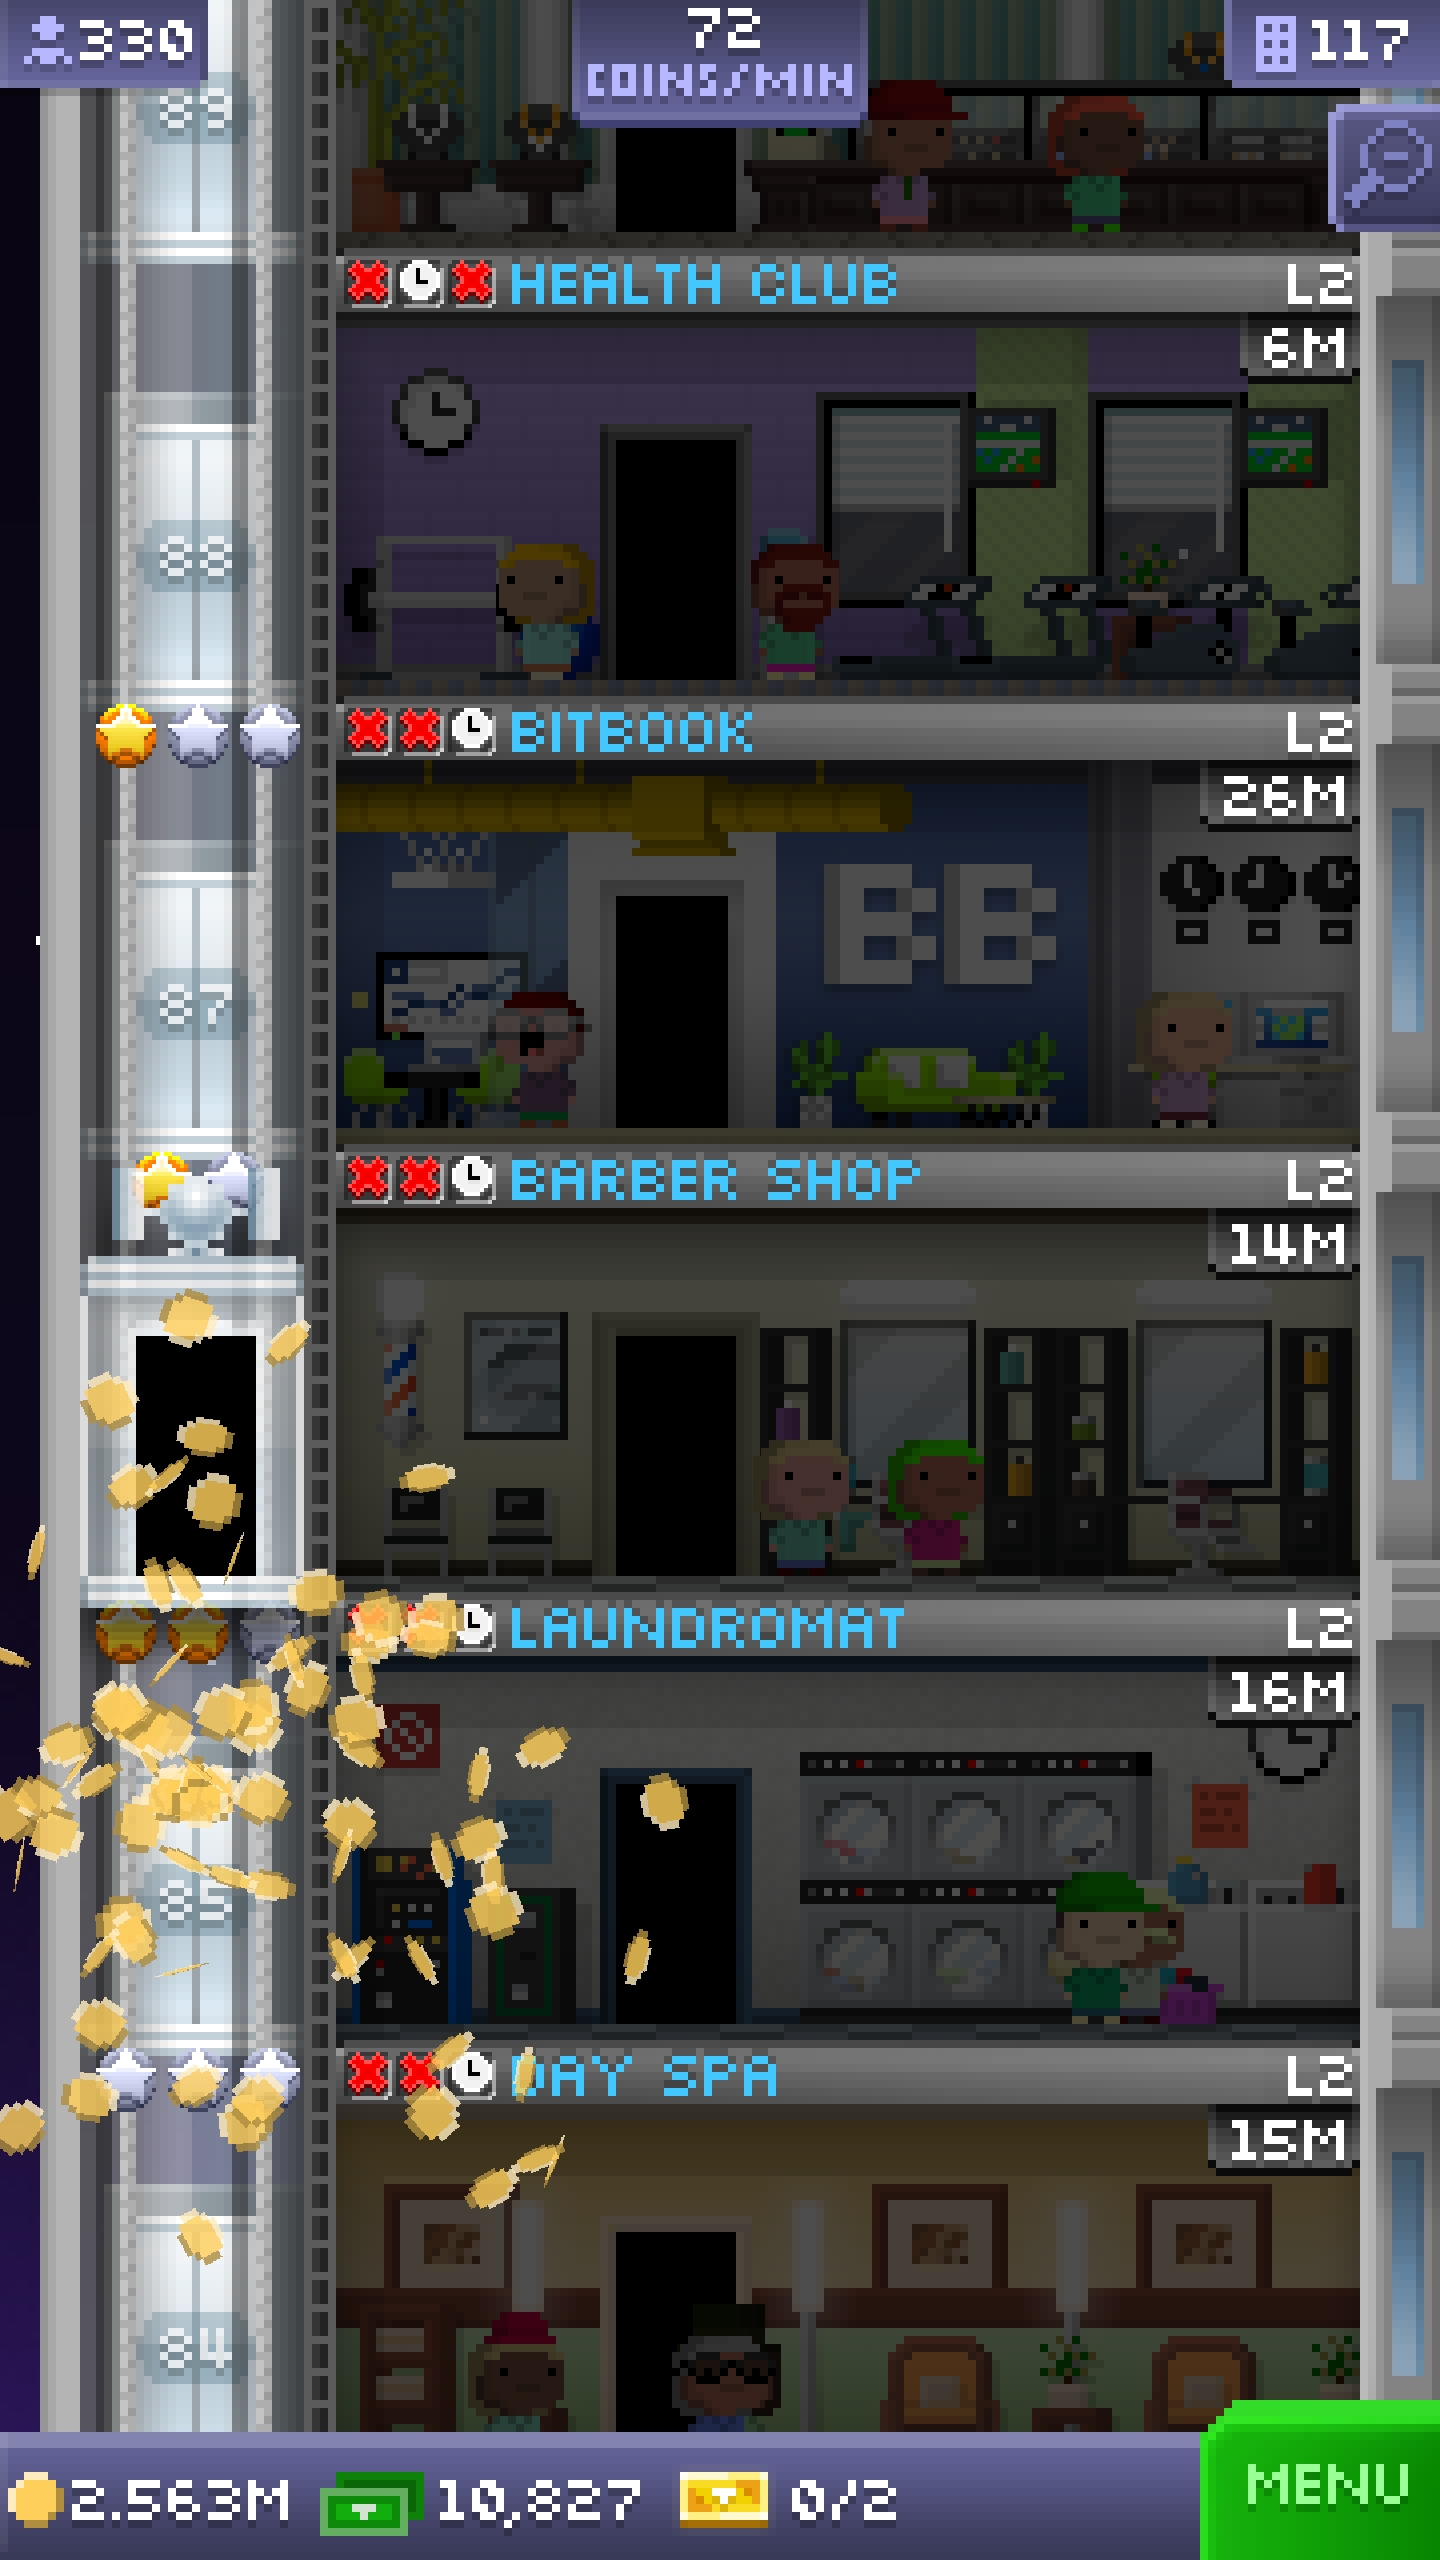 330
72
COINS/MIN
117
89
HEALTH CLUB
L2
6M
88
BITBOOK
L2
26M
BB
87
BARBER SHOP
L2
14M
LAUNDROMAT
L2
16M
85
DAY SPA
L2
15M
84
2.563M
10,827
0/2
MENU